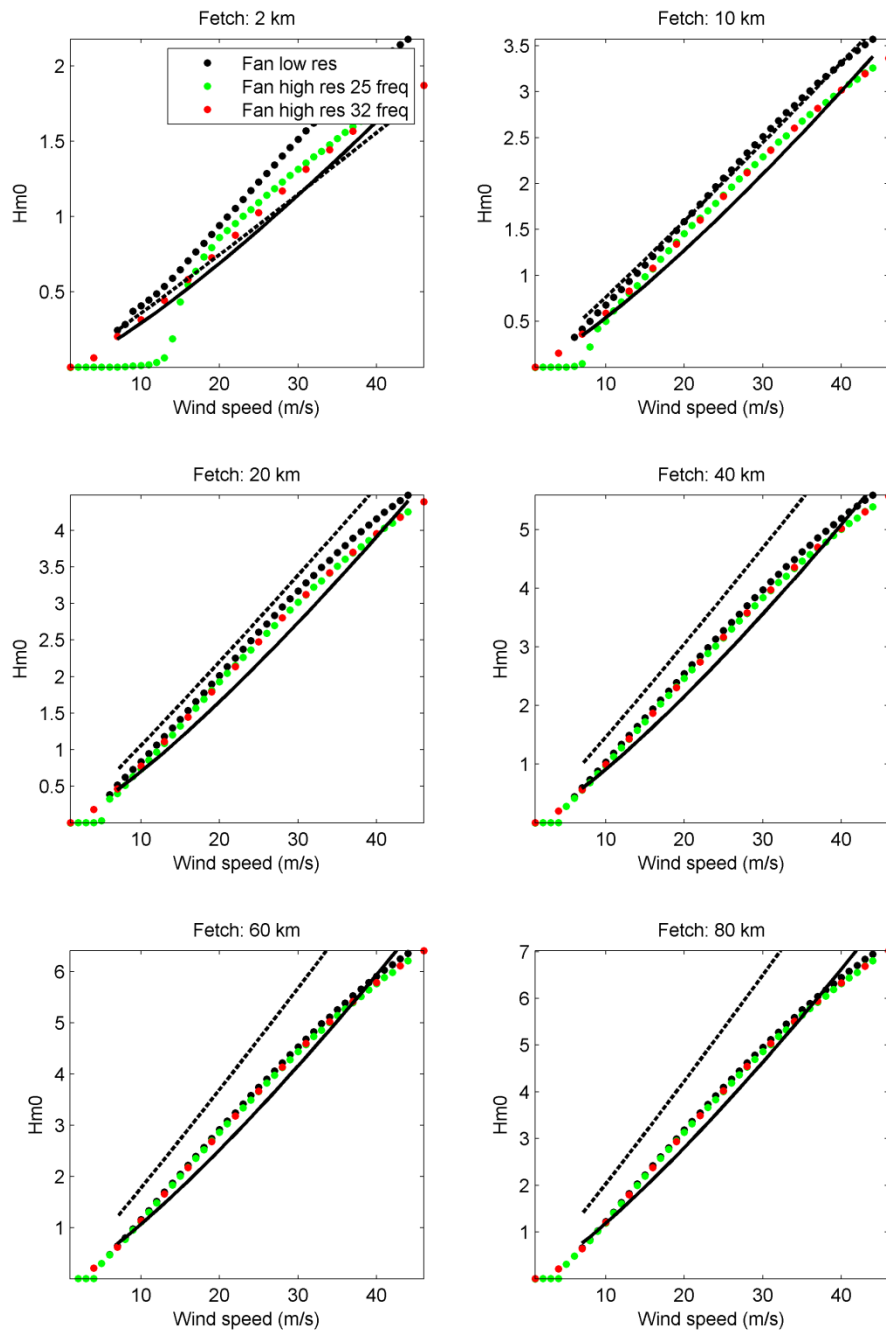 Fetch: 2 km
Fan low res
Fan high res 25 freq
Fan high res 32 freq
2
1.5
1
0.5
Hm0
10 20 30 40
Wind speed (m/s)
Fetch: 10 km
3.5
3
2.5
2
1.5
1
0.5
Hm0
10 20 30 40
Wind speed (m/s)
Fetch: 20 km
4
3.5
3
2.5
2
1.5
1
0.5
Hm0
10 20 30 40
Wind speed (m/s)
Fetch: 40 km
5
4
3
2
1
Hm0
10 20 30 40
Wind speed (m/s)
Fetch: 60 km
6
5
4
3
2
1
Hm0
10 20 30 40
Wind speed (m/s)
Fetch: 80 km
7
6
5
4
3
2
1
Hm0
10 20 30 40
Wind speed (m/s)